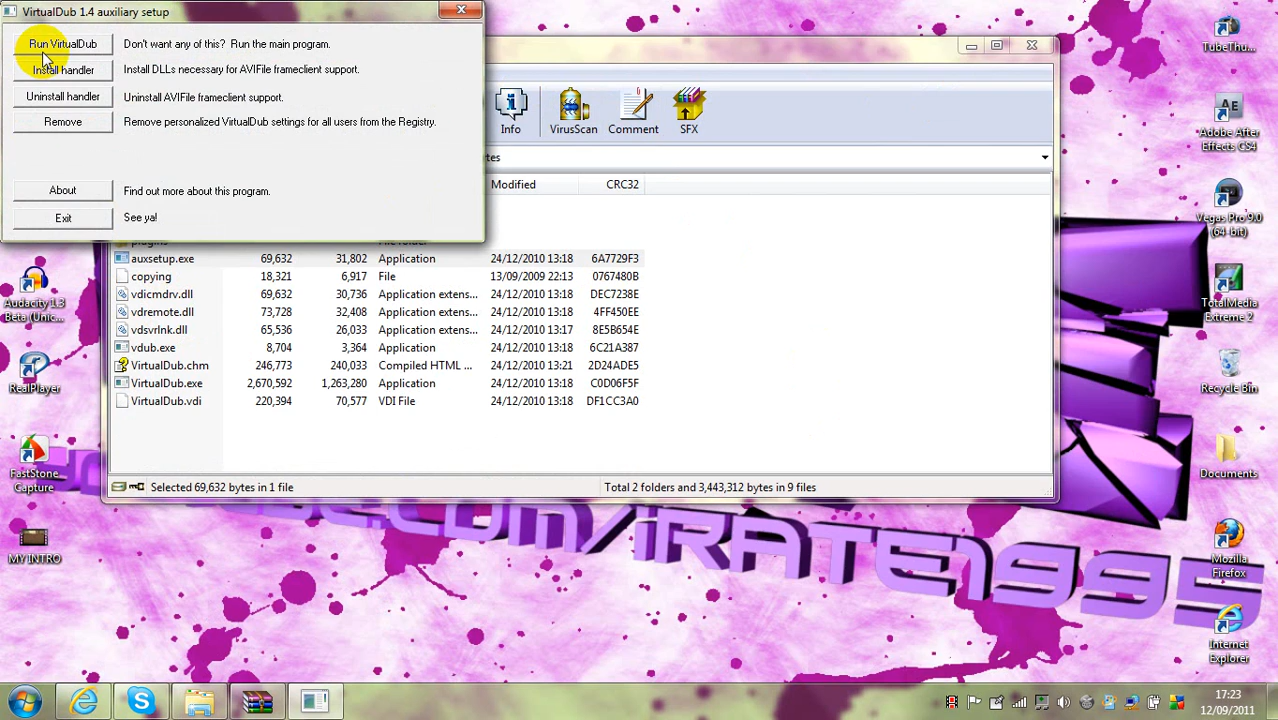 VirtualDub 1.4 auxiliary setup
Run VirtualDub Don't want any of this? Run the main program.
Install handler Install DLLs necessary for AVIFile frameclient support.
Uninstall handler Uninstall AVIFile frameclient support.
Remove Remove personalized VirtualDub settings for all users from the Registry.
About Find out more about this program.
Exit See ya!
Info VirusScan Comment SFX
tes
Modified CRC32
plugins File folder
auxsetup.exe 69,632 31,802 Application 24/12/2010 13:18 6A7729F3
copying 18,321 6,917 File 13/09/2009 22:13 0767480B
vdicmdrv.dll 69,632 30,736 Application extens... 24/12/2010 13:18 DEC7238E
vdremote.dll 73,728 32,408 Application extens... 24/12/2010 13:18 4FF450EE
vdsvrlnk.dll 65,536 26,033 Application extens... 24/12/2010 13:17 8E5B654E
vdub.exe 8,704 3,364 Application 24/12/2010 13:18 6C21A387
VirtualDub.chm 246,773 240,033 Compiled HTML ... 24/12/2010 13:21 2D24ADE5
VirtualDub.exe 2,670,592 1,263,280 Application 24/12/2010 13:18 C0D06F5F
VirtualDub.vdi 220,394 70,577 VDI File 24/12/2010 13:18 DF1CC3A0
Selected 69,632 bytes in 1 file Total 2 folders and 3,443,312 bytes in 9 files
Audacity 1.3
Beta (Unic...
RealPlayer
FastStone
Capture
MY INTRO
TubeThu...
AE
Adobe After
Effects CS4
Vegas Pro 9.0
(64-bit)
TotalMedia
Extreme 2
Recycle Bin
Documents
Mozilla
Firefox
Internet
Explorer
.COM/IRATE1995
17:23
12/09/2011